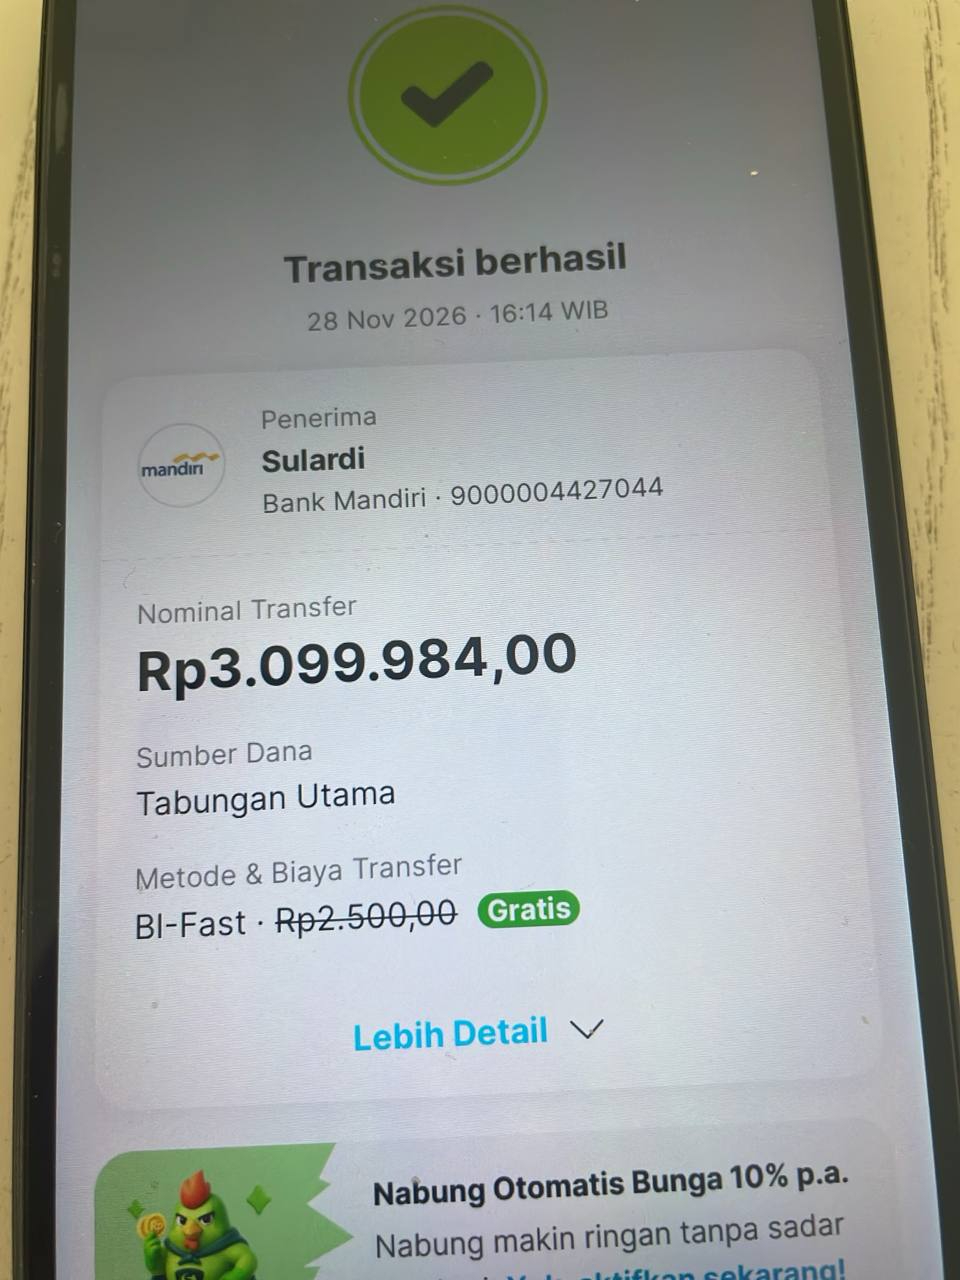 Transaksi berhasil
28 Nov 2026 · 16:14 WIB
Penerima
mandiri
Sulardi
Bank Mandiri · 9000004427044
Nominal Transfer
Rp3.099.984,00
Sumber Dana
Tabungan Utama
Metode & Biaya Transfer
BI-Fast · Rp2.500,00 Gratis
Lebih Detail
Nabung Otomatis Bunga 10% p.a.
Nabung makin ringan tanpa sadar
sekarang!